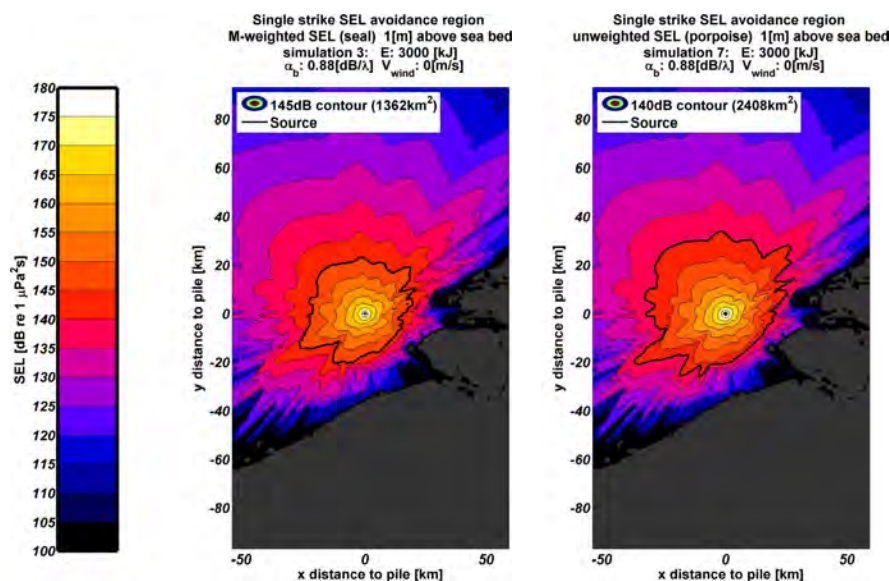 Single strike SEL avoidance region
M-weighted SEL (seal) 1[m] above sea bed
simulation 3: E: 3000 [kJ]
αb: 0.88[dB/λ] Vwind: 0[m/s]
145dB contour (1362km²)
Source
80
60
40
20
0
-20
-40
-60
-80
y distance to pile [km]
-50
0
50
x distance to pile [km]
Single strike SEL avoidance region
unweighted SEL (porpoise) 1[m] above sea bed
simulation 7: E: 3000 [kJ]
αb: 0.88[dB/λ] Vwind: 0[m/s]
140dB contour (2408km²)
Source
80
60
40
20
0
-20
-40
-60
-80
y distance to pile [km]
-50
0
50
x distance to pile [km]
180
175
170
165
160
155
150
145
140
135
130
125
120
115
110
105
100
SEL [dB re 1 μPa²s]